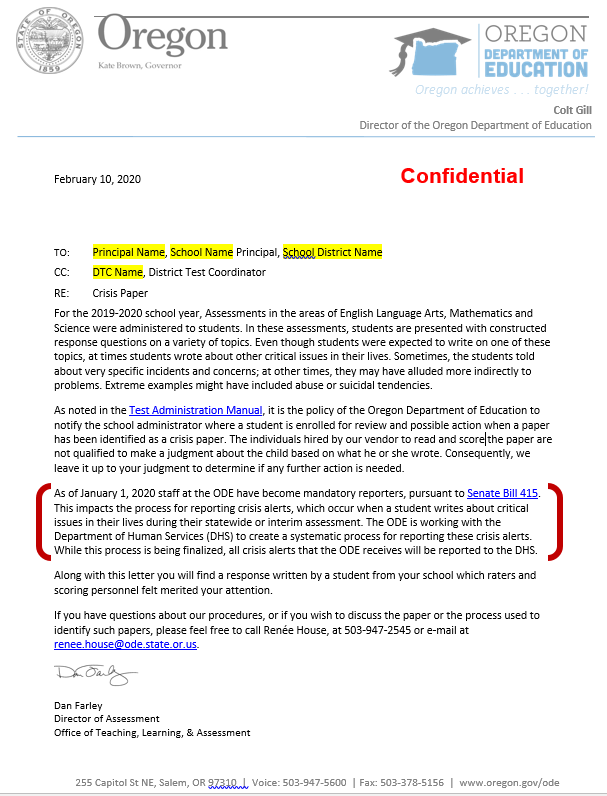 STATE OF OREGON
1859
Oregon
Kate Brown, Governor
OREGON
DEPARTMENT OF
EDUCATION
Oregon achieves . . . together!
Colt Gill
Director of the Oregon Department of Education
February 10, 2020
Confidential
TO: Principal Name, School Name Principal, School District Name
CC: DTC Name, District Test Coordinator
RE: Crisis Paper
For the 2019-2020 school year, Assessments in the areas of English Language Arts, Mathematics and
Science were administered to students. In these assessments, students are presented with constructed
response questions on a variety of topics. Even though students were expected to write on one of these
topics, at times students wrote about other critical issues in their lives. Sometimes, the students told
about very specific incidents and concerns; at other times, they may have alluded more indirectly to
problems. Extreme examples might have included abuse or suicidal tendencies.
As noted in the Test Administration Manual, it is the policy of the Oregon Department of Education to
notify the school administrator where a student is enrolled for review and possible action when a paper
has been identified as a crisis paper. The individuals hired by our vendor to read and score the paper are
not qualified to make a judgment about the child based on what he or she wrote. Consequently, we
leave it up to your judgment to determine if any further action is needed.
As of January 1, 2020 staff at the ODE have become mandatory reporters, pursuant to Senate Bill 415.
This impacts the process for reporting crisis alerts, which occur when a student writes about critical
issues in their lives during their statewide or interim assessment. The ODE is working with the
Department of Human Services (DHS) to create a systematic process for reporting these crisis alerts.
While this process is being finalized, all crisis alerts that the ODE receives will be reported to the DHS.
Along with this letter you will find a response written by a student from your school which raters and
scoring personnel felt merited your attention.
If you have questions about our procedures, or if you wish to discuss the paper or the process used to
identify such papers, please feel free to call Renée House, at 503-947-2545 or e-mail at
renee.house@ode.state.or.us.
Dan Farley
Dan Farley
Director of Assessment
Office of Teaching, Learning, & Assessment
255 Capitol St NE, Salem, OR 97310 | Voice: 503-947-5600 | Fax: 503-378-5156 | www.oregon.gov/ode